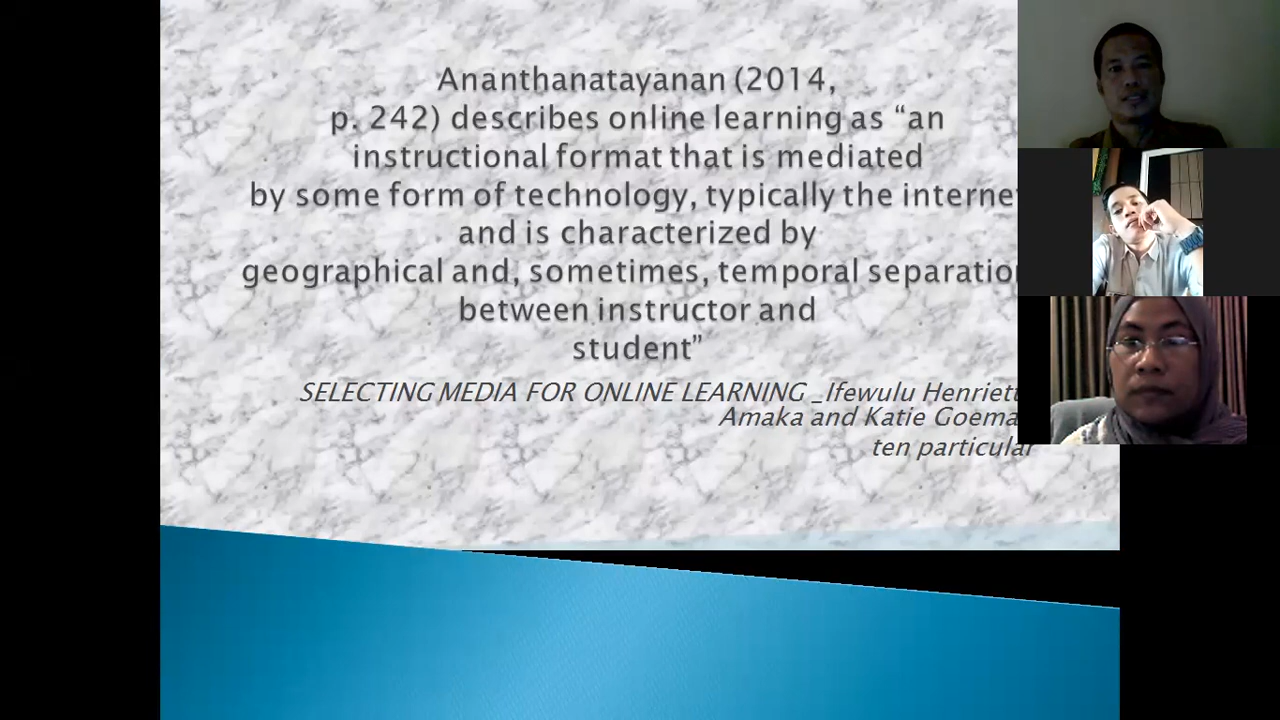 Ananthanatayanan (2014,
p. 242) describes online learning as “an
instructional format that is mediated
by some form of technology, typically the interne
and is characterized by
geographical and, sometimes, temporal separatio
between instructor and
student”
SELECTING MEDIA FOR ONLINE LEARNING _Ifewulu Henriett
Amaka and Katie Goema
ten particular